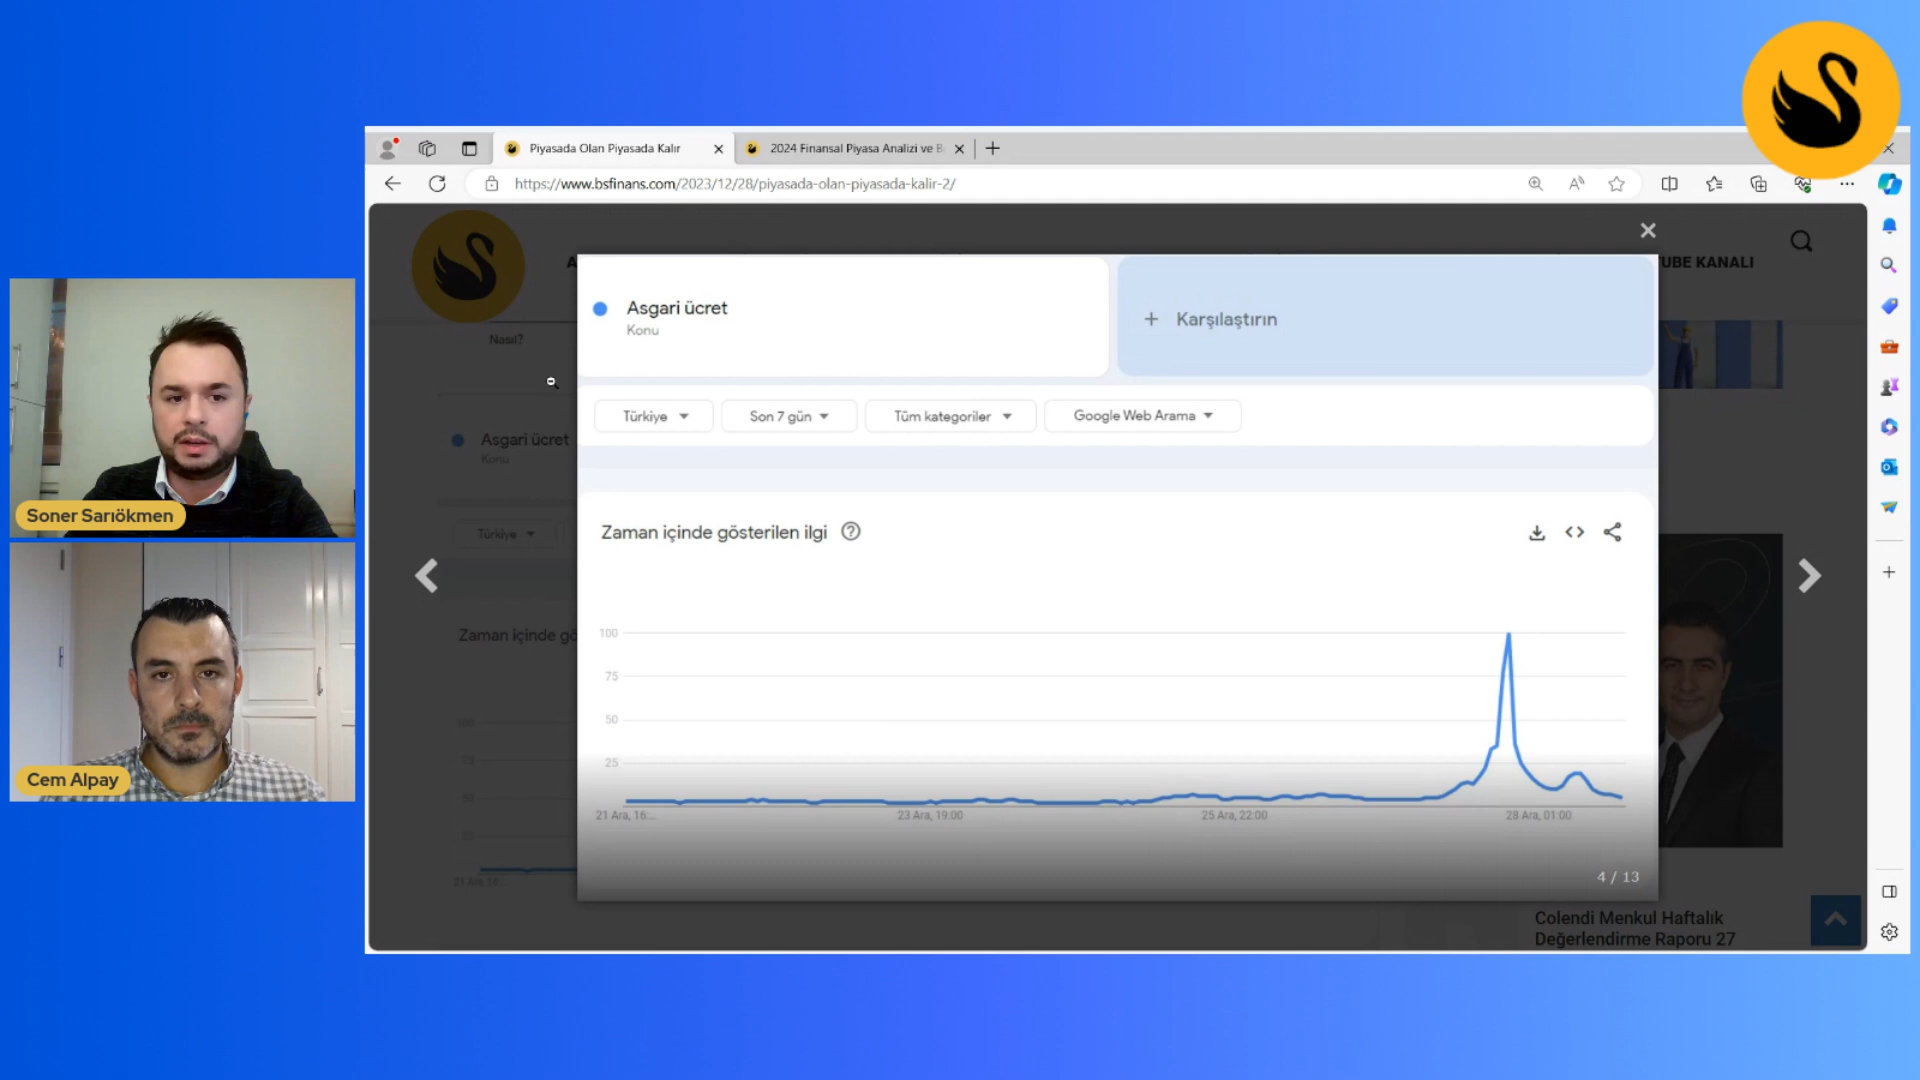 Piyasada Olan Piyasada Kalır
2024 Finansal Piyasa Analizi ve B
https://www.bsfinans.com/2023/12/28/piyasada-olan-piyasada-kalir-2/
UBE KANALI
Nasıl?
Asgari ücret
Konu
Karşılaştırın
Türkiye
Son 7 gün
Tüm kategoriler
Google Web Arama
Asgari ücret
Konu
Türkiye
Zaman içinde gösterilen ilgi
Zaman içinde gö
100
75
50
25
21 Ara, 16:...
23 Ara, 19:00
25 Ara, 22:00
28 Ara, 01:00
4 / 13
Colendi Menkul Haftalık
Değerlendirme Raporu 27
Soner Sarıökmen
Cem Alpay